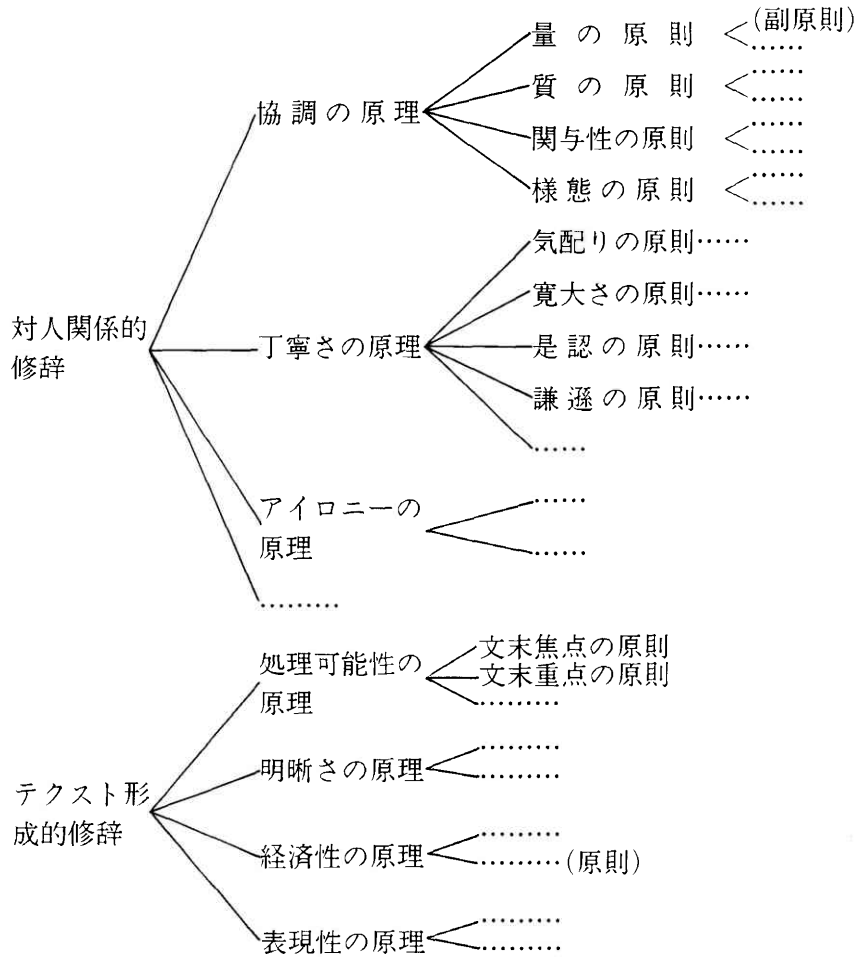 (副原則)
量の原則
……
質の原則
……
……
協調の原理
関与性の原則
……
……
様態の原則
……
……
気配りの原則……
寛大さの原則……
対人関係的
修辞
丁寧さの原理
是認の原則……
謙遜の原則……
……
アイロニーの
原理
……
……
………
処理可能性の
原理
文末焦点の原則
文末重点の原則
………
明晰さの原理
………
………
テクスト形
成的修辞
経済性の原理
………
………(原則)
表現性の原理
………
………